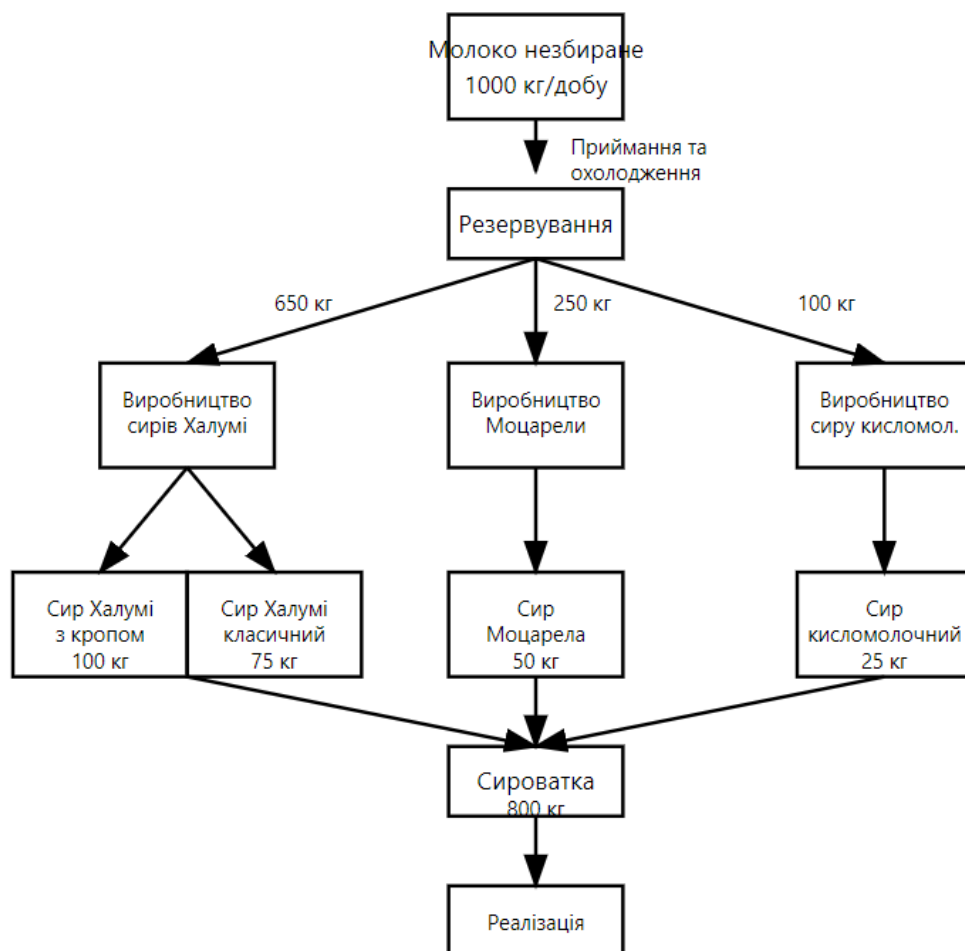 Молоко незбиране
1000 кг/добу
Приймання та
охолодження
Резервування
650 кг
250 кг
100 кг
Виробництво
сирів Халумі
Виробництво
Моцарели
Виробництво
сиру кисломол.
Сир Халумі
з кропом
100 кг
Сир Халумі
класичний
75 кг
Сир
Моцарела
50 кг
Сир
кисломолочний
25 кг
Сироватка
800 кг
Реалізація